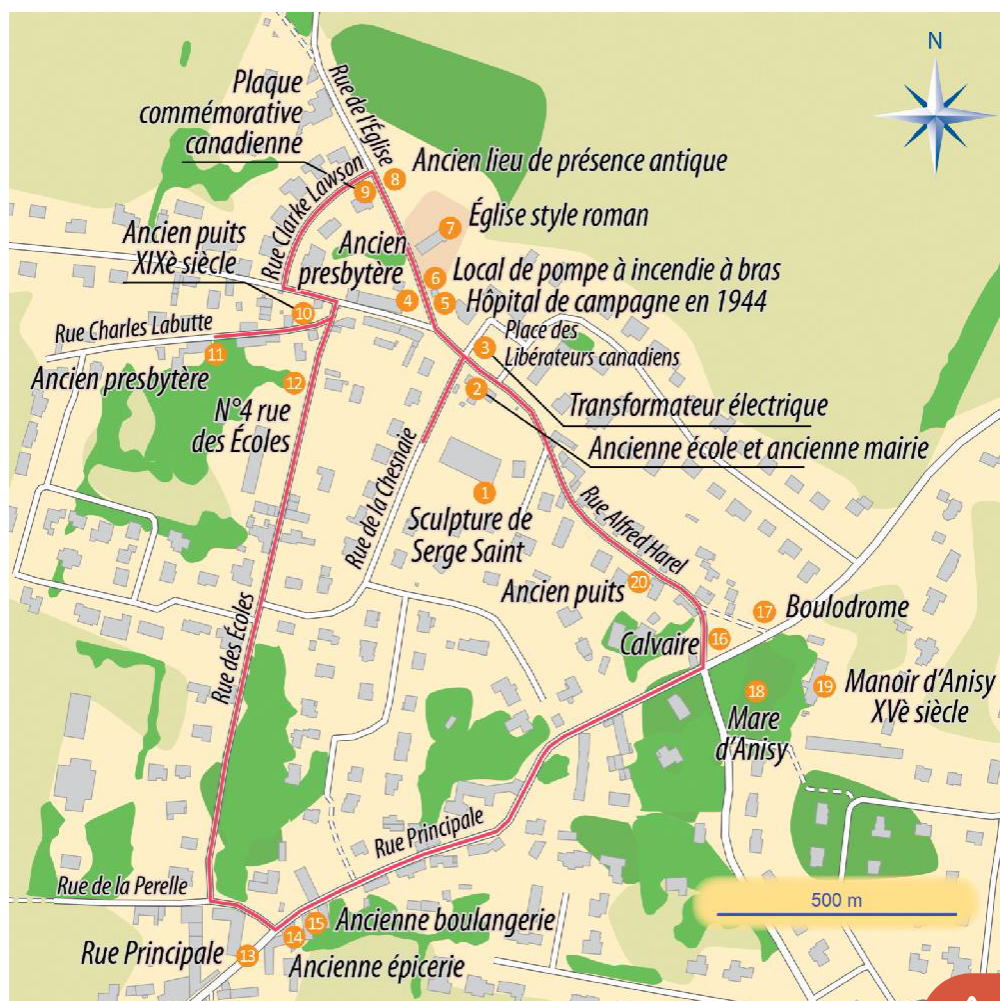 N
Rue de l'Église
Plaque
commémorative
canadienne
8
Ancien lieu de présence antique
9
Rue Clarke Lawson
7
Église style roman
Ancien puits
XIXè siècle
Ancien
presbytère
6
Local de pompe à incendie à bras
4
5
Hôpital de campagne en 1944
10
Rue Charles Labutte
3
Placé des
Libérateurs canadiens
11
Ancien presbytère
12
N°4 rue
des Écoles
2
Transformateur électrique
Ancienne école et ancienne mairie
Rue de la Chesnaie
1
Sculpture de
Serge Saint
Rue Alfred Harel
Ancien puits
20
17
Boulodrome
Calvaire
16
Rue des Écoles
18
19
Manoir d'Anisy
XVè siècle
Mare
d'Anisy
Rue Principale
Rue de la Perelle
500 m
15
Ancienne boulangerie
14
Rue Principale
13
Ancienne épicerie